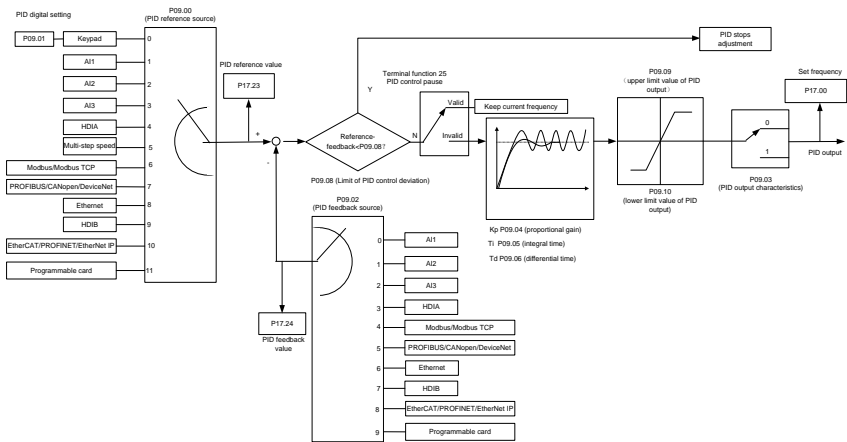 PID digital setting
P09.00
(PID reference source)
P09.01
Keypad
0
AI1
1
AI2
2
AI3
3
HDIA
4
Multi-step speed
5
Modbus/Modbus TCP
6
PROFIBUS/CANopen/DeviceNet
7
Ethernet
8
HDIB
9
EtherCAT/PROFINET/EtherNet IP
10
Programmable card
11
PID reference value
P17.23
+
-
Y
Reference-
feedback<P09.08?
N
P09.08 (Limit of PID control deviation)
PID stops
adjustment
Terminal function 25
PID control pause
Valid
Invalid
Keep current frequency
Kp P09.04 (proportional gain)
Ti P09.05 (integral time)
Td P09.06 (differential time)
P09.09
(upper limit value of PID
output)
P09.10
(lower limit value of PID
output)
0
1
P09.03
(PID output characteristics)
Set frequency
P17.00
PID output
P09.02
(PID feedback source)
0
AI1
1
AI2
2
AI3
3
HDIA
4
Modbus/Modbus TCP
5
PROFIBUS/CANopen/DeviceNet
6
Ethernet
7
HDIB
8
EtherCAT/PROFINET/EtherNet IP
9
Programmable card
P17.24
PID feedback
value